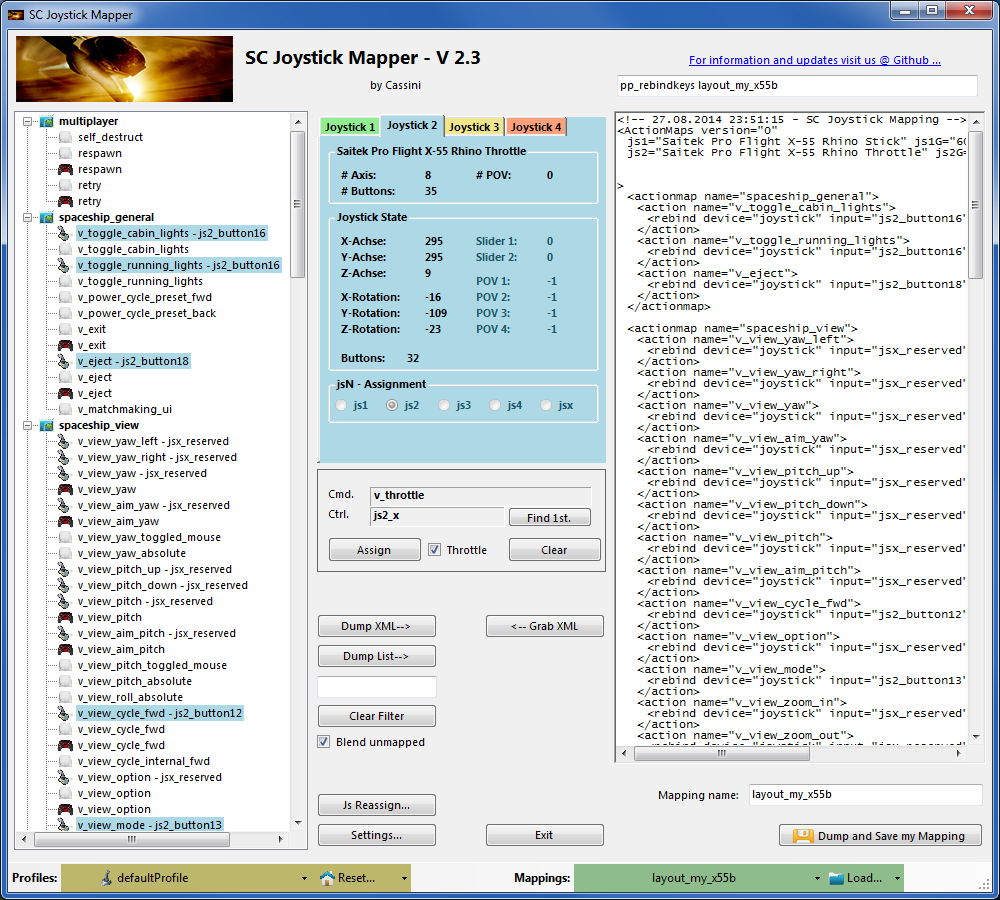 SC Joystick Mapper
SC Joystick Mapper - V 2.3
by Cassini
For information and updates visit us @ Github ...
pp_rebindkeys layout_my_x55b
multiplayer
self_destruct
respawn
respawn
retry
retry
spaceship_general
v_toggle_cabin_lights - js2_button16
v_toggle_cabin_lights
v_toggle_running_lights - js2_button16
v_toggle_running_lights
v_power_cycle_preset_fwd
v_power_cycle_preset_back
v_exit
v_exit
v_eject - js2_button18
v_eject
v_eject
v_matchmaking_ui
spaceship_view
v_view_yaw_left - jsx_reserved
v_view_yaw_right - jsx_reserved
v_view_yaw - jsx_reserved
v_view_yaw
v_view_aim_yaw - jsx_reserved
v_view_aim_yaw
v_view_yaw_toggled_mouse
v_view_yaw_absolute
v_view_pitch_up - jsx_reserved
v_view_pitch_down - jsx_reserved
v_view_pitch - jsx_reserved
v_view_pitch
v_view_aim_pitch - jsx_reserved
v_view_aim_pitch
v_view_pitch_toggled_mouse
v_view_pitch_absolute
v_view_roll_absolute
v_view_cycle_fwd - js2_button12
v_view_cycle_fwd
v_view_cycle_fwd
v_view_cycle_internal_fwd
v_view_option - jsx_reserved
v_view_option
v_view_option
v_view_mode - js2_button13
Joystick 1 Joystick 2 Joystick 3 Joystick 4
Saitek Pro Flight X-55 Rhino Throttle
# Axis: 8 # POV: 0
# Buttons: 35
Joystick State
X-Achse: 295 Slider 1: 0
Y-Achse: 295 Slider 2: 0
Z-Achse: 9
POV 1: -1
X-Rotation: -16 POV 2: -1
Y-Rotation: -109 POV 3: -1
Z-Rotation: -23 POV 4: -1
Buttons: 32
jsN - Assignment
js1 js2 js3 js4 jsx
Cmd. v_throttle
Ctrl. js2_x Find 1st.
Assign Throttle Clear
Dump XML--> <-- Grab XML
Dump List-->
Clear Filter
Blend unmapped
Js Reassign...
Settings... Exit
<!-- 27.08.2014 23:51:15 - SC Joystick Mapping -->
<ActionMaps version="0"
js1="Saitek Pro Flight X-55 Rhino Stick" js1G="6
js2="Saitek Pro Flight X-55 Rhino Throttle" js2G=
>
<actionmap name="spaceship_general">
<action name="v_toggle_cabin_lights">
<rebind device="joystick" input="js2_button16"
</action>
<action name="v_toggle_running_lights">
<rebind device="joystick" input="js2_button16"
</action>
<action name="v_eject">
<rebind device="joystick" input="js2_button18"
</action>
</actionmap>
<actionmap name="spaceship_view">
<action name="v_view_yaw_left">
<rebind device="joystick" input="jsx_reserved"
</action>
<action name="v_view_yaw_right">
<rebind device="joystick" input="jsx_reserved"
</action>
<action name="v_view_yaw">
<rebind device="joystick" input="jsx_reserved"
</action>
<action name="v_view_aim_yaw">
<rebind device="joystick" input="jsx_reserved"
</action>
<action name="v_view_pitch_up">
<rebind device="joystick" input="jsx_reserved"
</action>
<action name="v_view_pitch_down">
<rebind device="joystick" input="jsx_reserved"
</action>
<action name="v_view_pitch">
<rebind device="joystick" input="jsx_reserved"
</action>
<action name="v_view_aim_pitch">
<rebind device="joystick" input="jsx_reserved"
</action>
<action name="v_view_cycle_fwd">
<rebind device="joystick" input="js2_button12"
</action>
<action name="v_view_option">
<rebind device="joystick" input="jsx_reserved"
</action>
<action name="v_view_mode">
<rebind device="joystick" input="js2_button13"
</action>
<action name="v_view_zoom_in">
<rebind device="joystick" input="jsx_reserved"
</action>
<action name="v_view_zoom_out">
Mapping name: layout_my_x55b
Dump and Save my Mapping
Profiles: defaultProfile Reset... Mappings: layout_my_x55b Load...